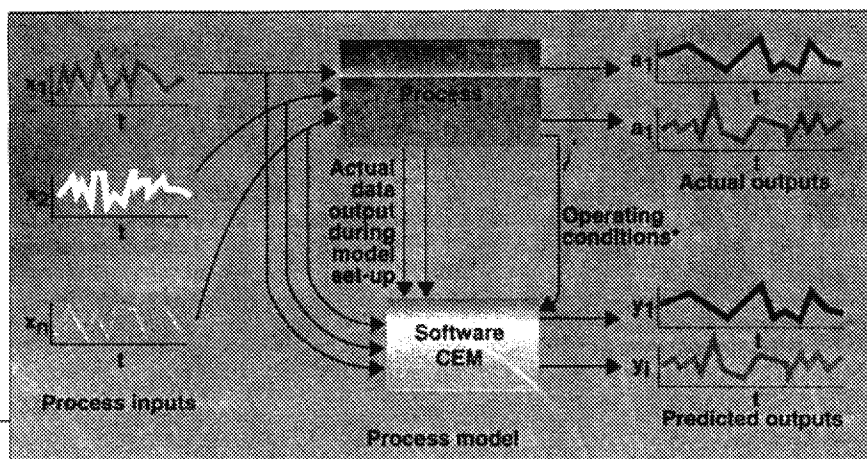 x₁
t
x₂
t
xₙ
t
Process inputs
Process
Actual
data
output
during
model
set-up
Operating
conditions*
Software
CEM
Process model
a₁
t
a₁
t
Actual outputs
y₁
t
yᵢ
t
Predicted outputs